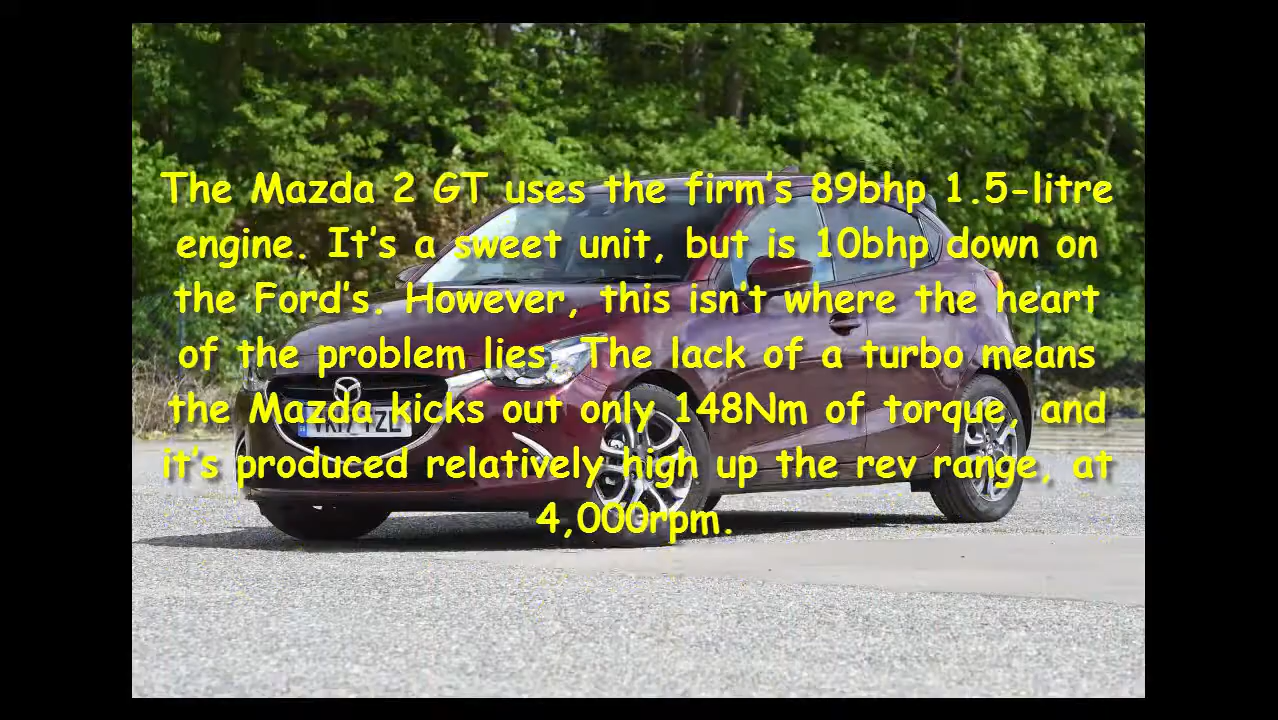 The Mazda 2 GT uses the firm's 89bhp 1.5-litre
engine. It's a sweet unit, but is 10bhp down on
the Ford's. However, this isn't where the heart
of the problem lies. The lack of a turbo means
the Mazda kicks out only 148Nm of torque, and
it's produced relatively high up the rev range, at
4,000rpm.